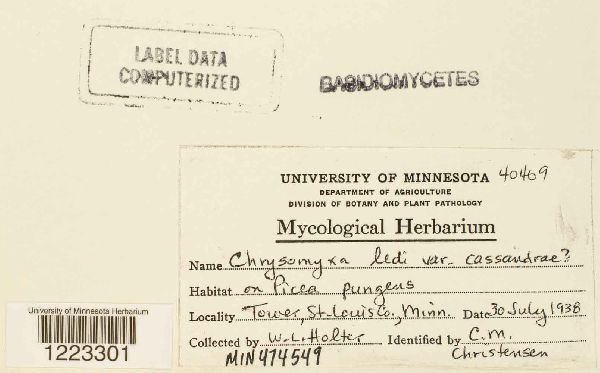 LABEL DATA
COMPUTERIZED
BASIDIOMYCETES
UNIVERSITY OF MINNESOTA 40409
DEPARTMENT OF AGRICULTURE
DIVISION OF BOTANY AND PLANT PATHOLOGY
Mycological Herbarium
Name Chrysomyxa ledi var. cassandrae?
Habitat on Picea pungens
Locality Tower, St. Louis Co., Minn. Date 30 July 1938
Collected by W.L. Holter Identified by C.M.
Christensen
MIN474549
University of Minnesota Herbarium
1223301